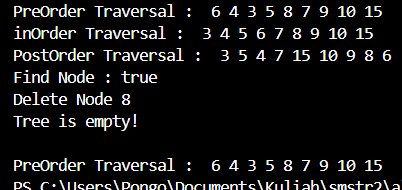 PreOrder Traversal :  6 4 3 5 8 7 9 10 15
inOrder Traversal :  3 4 5 6 7 8 9 10 15
PostOrder Traversal :  3 5 4 7 15 10 9 8 6
Find Node : true
Delete Node 8
Tree is empty!

PreOrder Traversal :  6 4 3 5 8 7 9 10 15
PS C:\Users\Pongo\Documents\Kuliah\smstr2\a